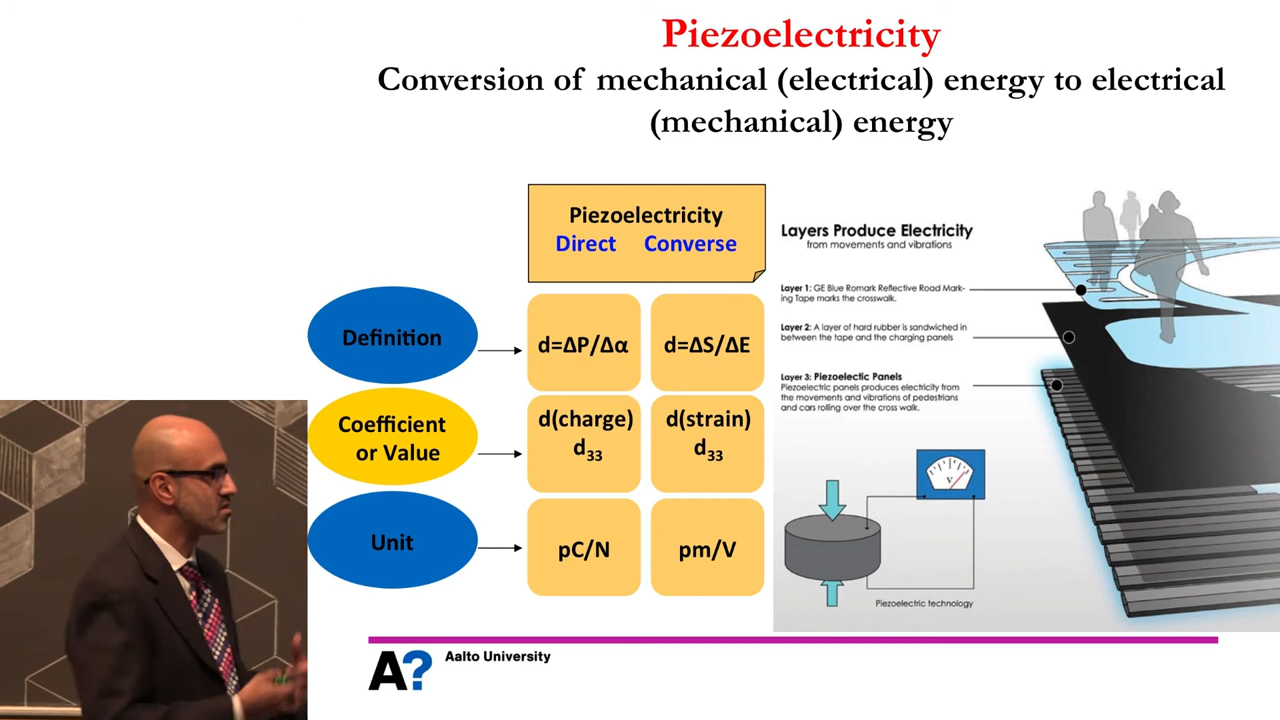 Piezoelectricity
Conversion of mechanical (electrical) energy to electrical
(mechanical) energy
Piezoelectricity
Direct Converse
Definition
d=ΔP/Δα
d=ΔS/ΔE
Coefficient
or Value
d(charge)
d₃₃
d(strain)
d₃₃
Unit
pC/N
pm/V
Layers Produce Electricity
from movements and vibrations
Layer 1: GE Blue Romark Reflective Road Mark-
ing Tape marks the crosswalk.
Layer 2: A layer of hard rubber is sandwiched in
between the tape and the charging panels
Layer 3: Piezoelectic Panels
Piezoelectric panels produces electricity from
the movements and vibrations of pedestrians
and cars rolling over the cross walk.
V
Piezoelectric technology
A?
Aalto University